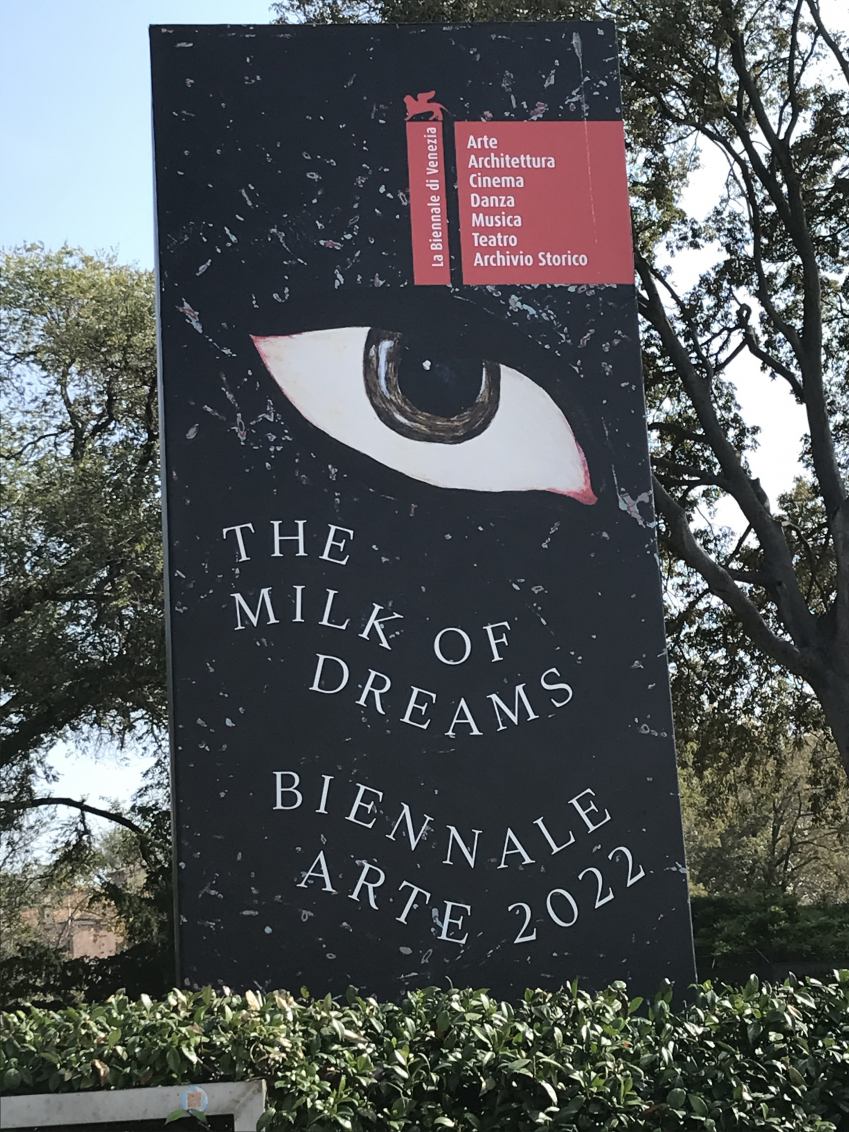 La Biennale di Venezia
Arte
Architettura
Cinema
Danza
Musica
Teatro
Archivio Storico
THE
MILK OF
DREAMS
BIENNALE
ARTE 2022